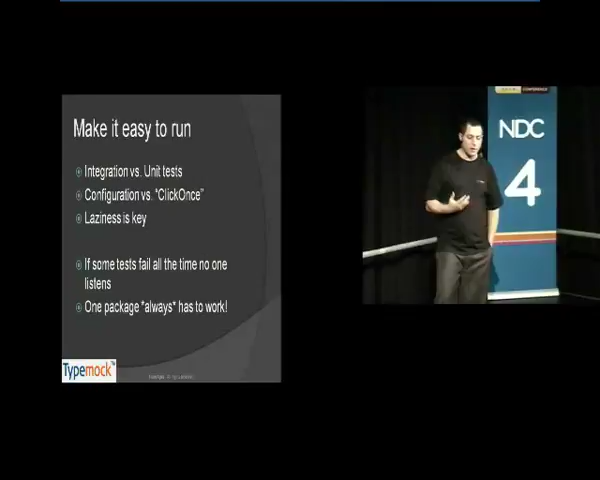 Make it easy to run
Integration vs. Unit tests
Configuration vs. "ClickOnce"
Laziness is key
If some tests fail all the time no one
listens
One package *always* has to work!
Typemock
CONFERENCE
NDC
4